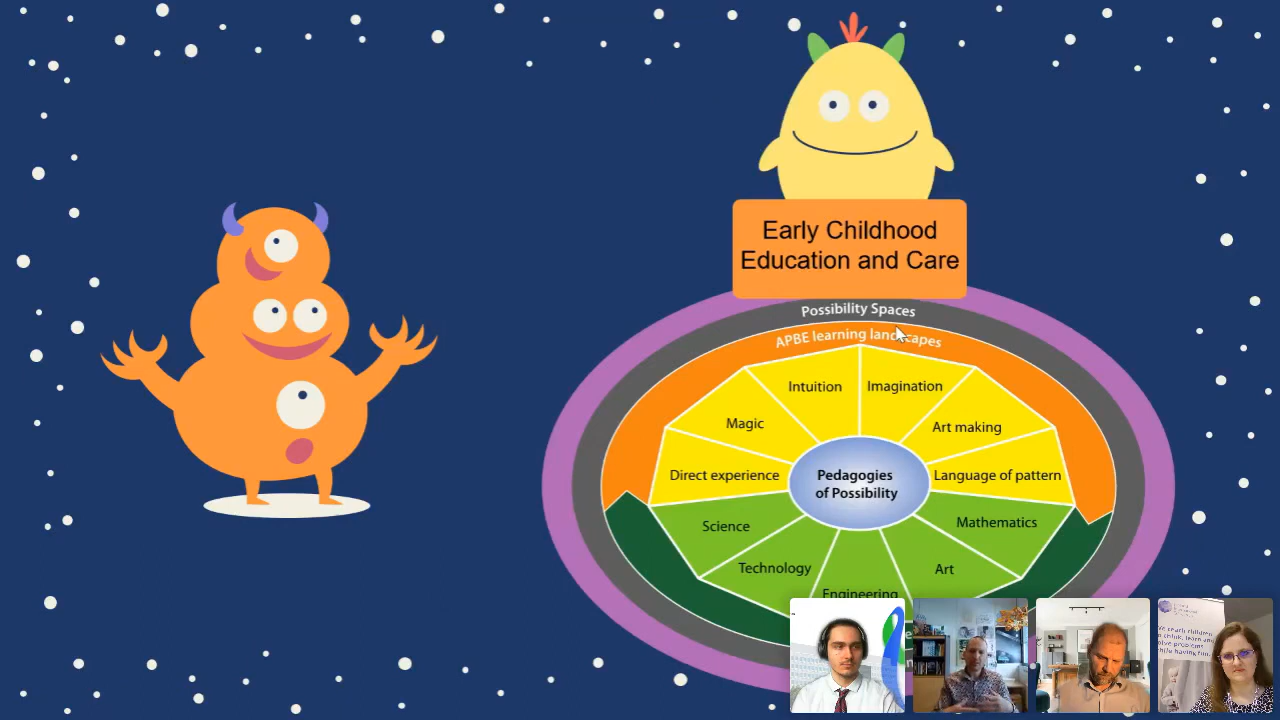 Early Childhood
Education and Care
Possibility Spaces
APBE learning landscapes
Intuition
Imagination
Magic
Art making
Direct experience
Language of pattern
Pedagogies
of Possibility
Science
Mathematics
Technology
Art
Engineering